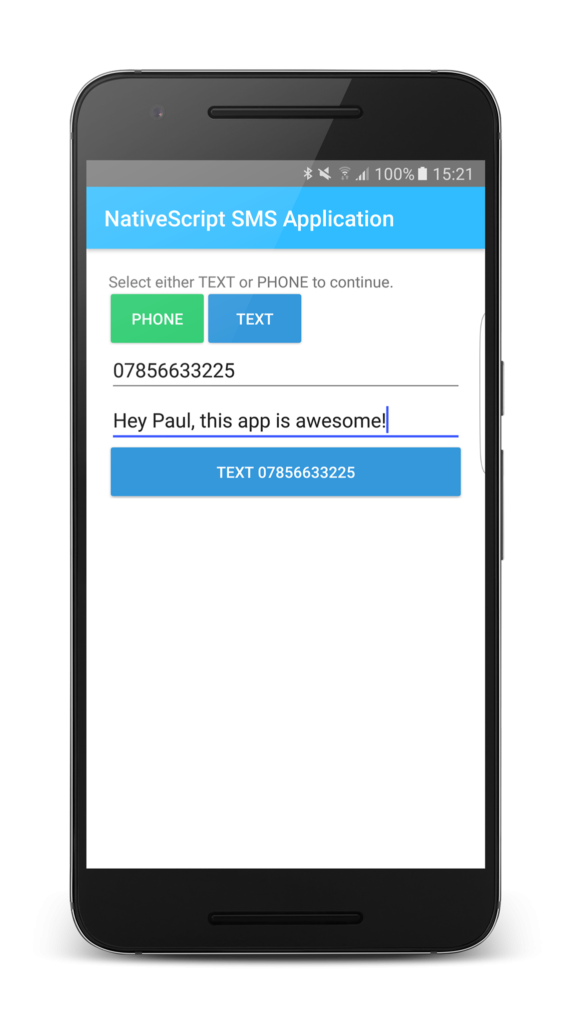 100% 15:21
NativeScript SMS Application
Select either TEXT or PHONE to continue.
PHONE TEXT
07856633225
Hey Paul, this app is awesome!
TEXT 07856633225